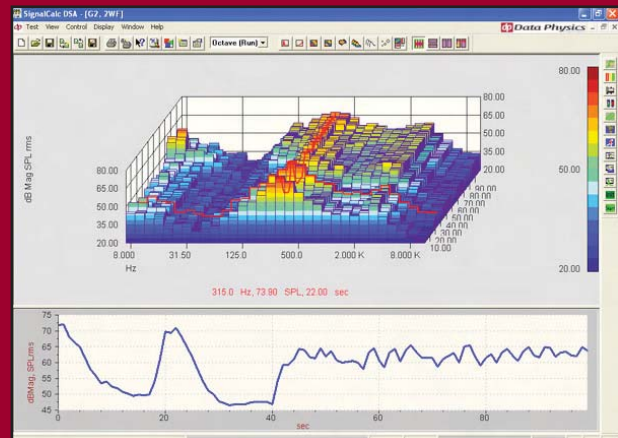 SignalCalc DSA - [G2, 2WF]
Test View Control Display Window Help
Data Physics
Octave (Run)
80.00
65.00
50.00
35.00
20.00
dBMag SPL rms
80.00
65.00
50.00
35.00
20.00
80.00
50.00
20.00
90.00
80.00
70.00
60.00
50.00
40.00
30.00
20.00
10.00
8.000 31.50 125.0 500.0 2.000 K 8.000 K
Hz
316.0 Hz, 73.90 SPL, 22.00 sec
75
70
65
60
55
50
45
dBMag, SPLrms
0 20 40 60 80
sec